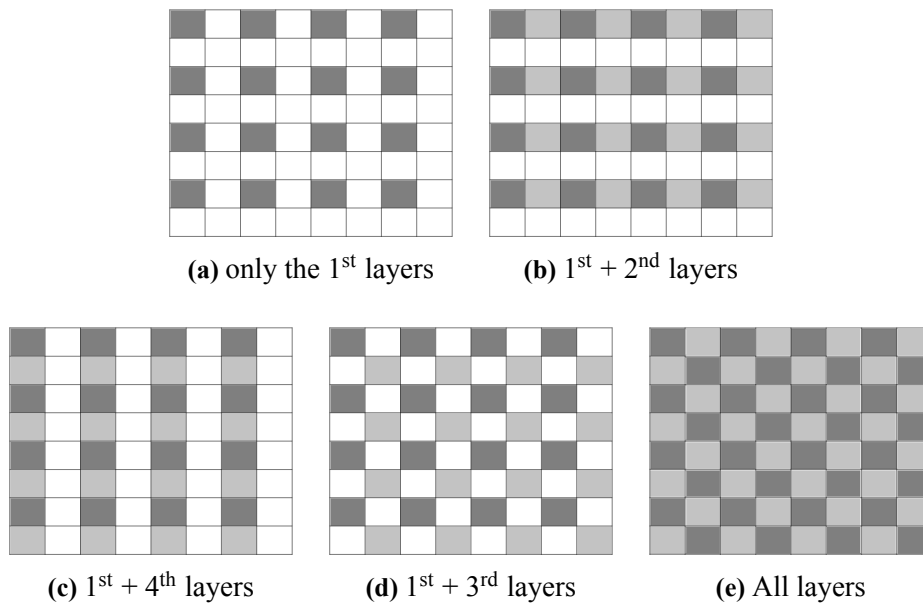 (a) only the 1st layers
(b) 1st + 2nd layers
(c) 1st + 4th layers
(d) 1st + 3rd layers
(e) All layers